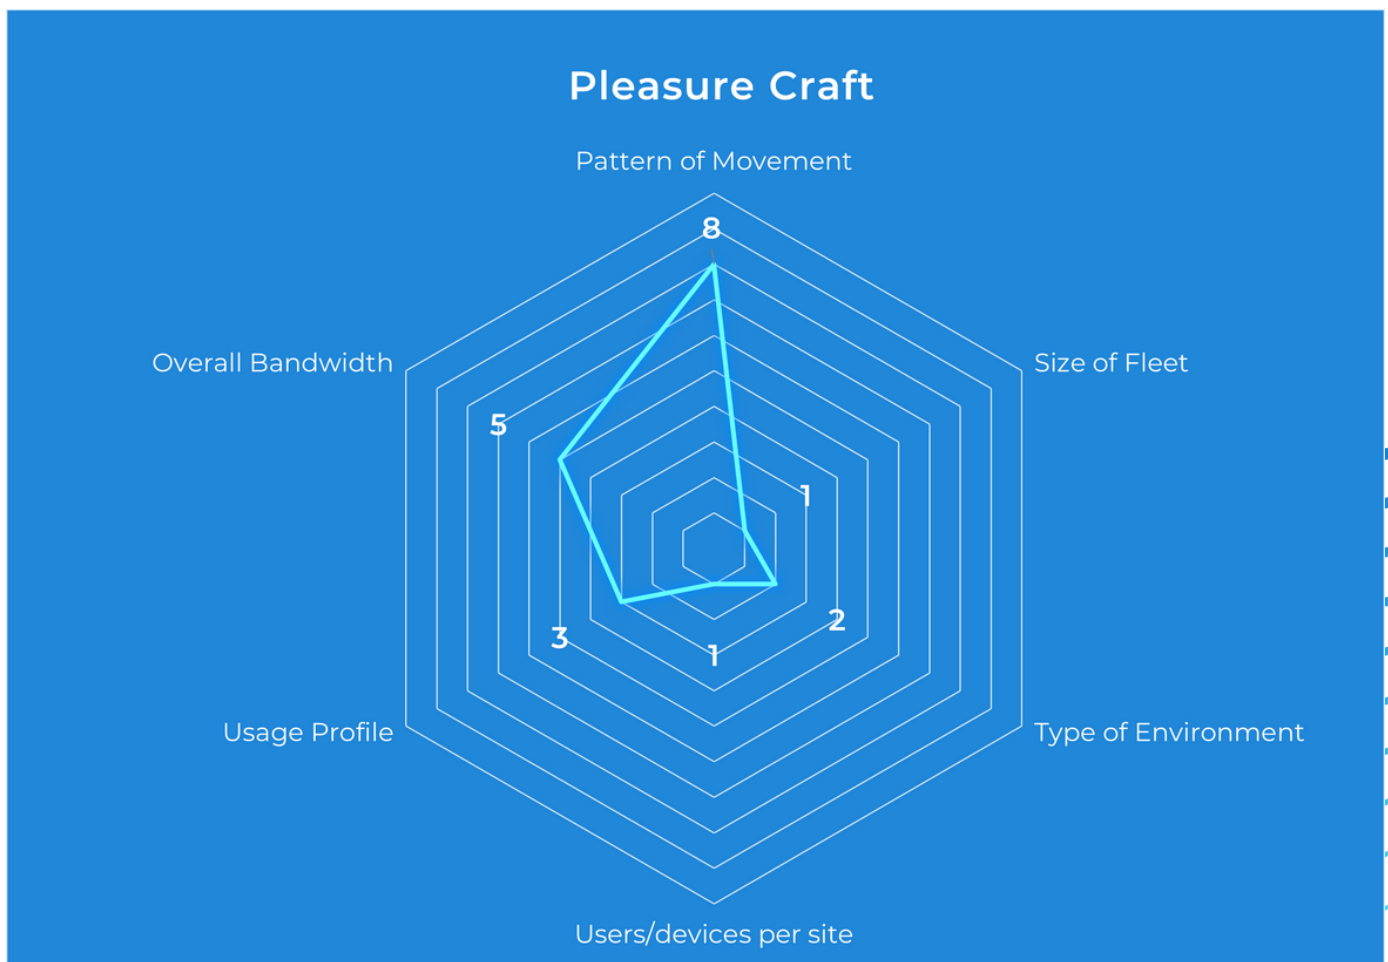 Pleasure Craft
Pattern of Movement
8
Overall Bandwidth
Size of Fleet
5
1
2
3
1
Usage Profile
Type of Environment
Users/devices per site